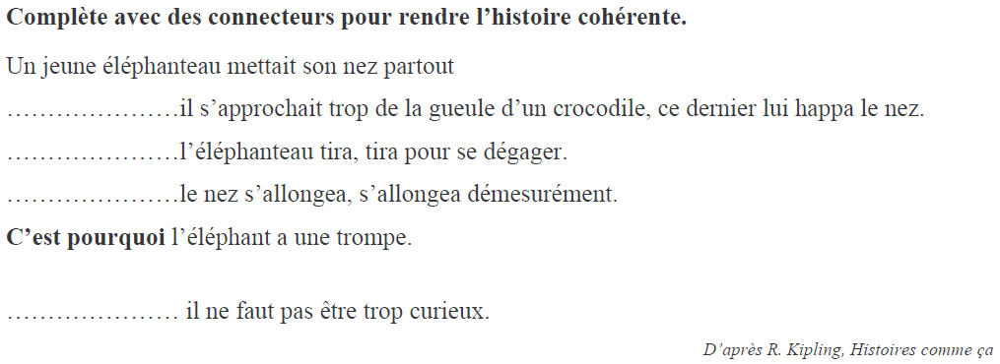 Complète avec des connecteurs pour rendre l’histoire cohérente.
Un jeune éléphanteau mettait son nez partout
…………………il s’approchait trop de la gueule d’un crocodile, ce dernier lui happa le nez.
…………………l’éléphanteau tira, tira pour se dégager.
…………………le nez s’allongea, s’allongea démesurément.
C’est pourquoi l’éléphant a une trompe.
………………… il ne faut pas être trop curieux.
D’après R. Kipling, Histoires comme ça